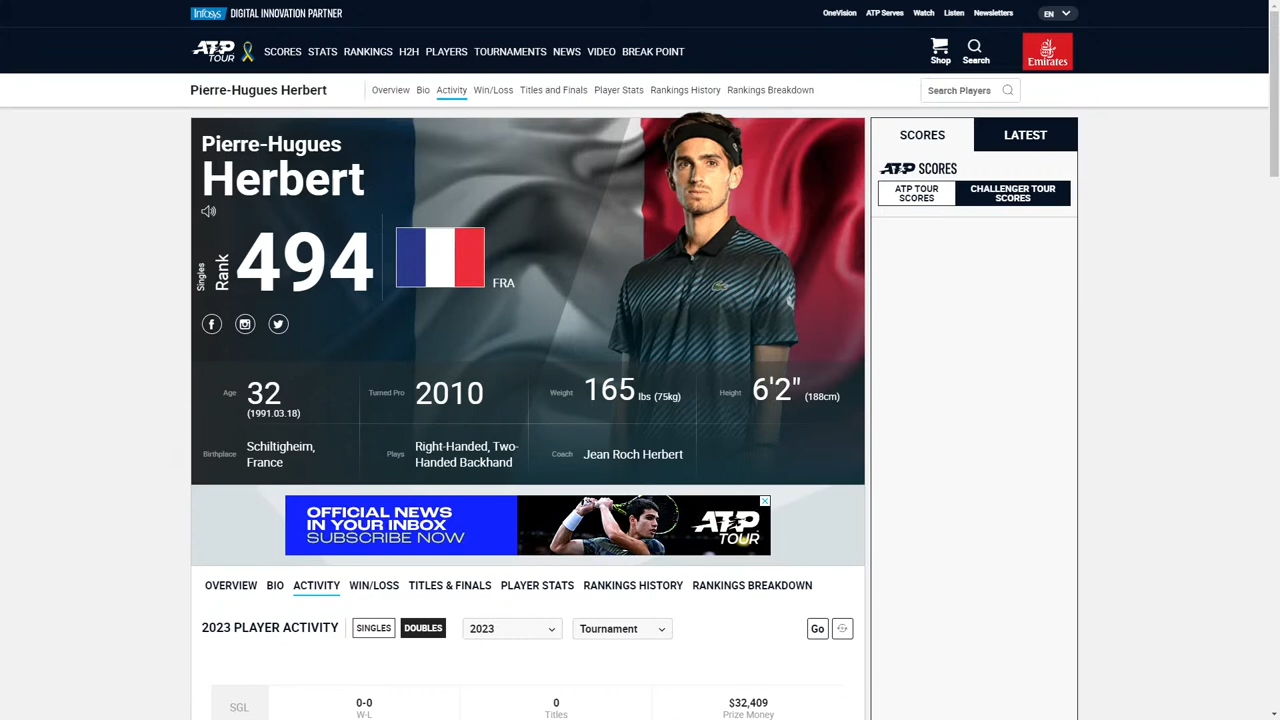 Infosys DIGITAL INNOVATION PARTNER
OneVision ATP Serves Watch Listen Newsletters EN
ATP TOUR SCORES STATS RANKINGS H2H PLAYERS TOURNAMENTS NEWS VIDEO BREAK POINT
Shop Search Emirates
Pierre-Hugues Herbert Overview Bio Activity Win/Loss Titles and Finals Player Stats Rankings History Rankings Breakdown Search Players
Pierre-Hugues
Herbert
Singles Rank 494 FRA
Age 32 (1991.03.18)
Turned Pro 2010
Weight 165 lbs (75kg)
Height 6'2" (188cm)
Birthplace Schiltigheim, France
Plays Right-Handed, Two-Handed Backhand
Coach Jean Roch Herbert
SCORES LATEST
ATP SCORES
ATP TOUR SCORES
CHALLENGER TOUR SCORES
OFFICIAL NEWS
IN YOUR INBOX
SUBSCRIBE NOW
ATP TOUR
OVERVIEW BIO ACTIVITY WIN/LOSS TITLES & FINALS PLAYER STATS RANKINGS HISTORY RANKINGS BREAKDOWN
2023 PLAYER ACTIVITY SINGLES DOUBLES 2023 Tournament Go
SGL 0-0 0 $32,409
W-L Titles Prize Money